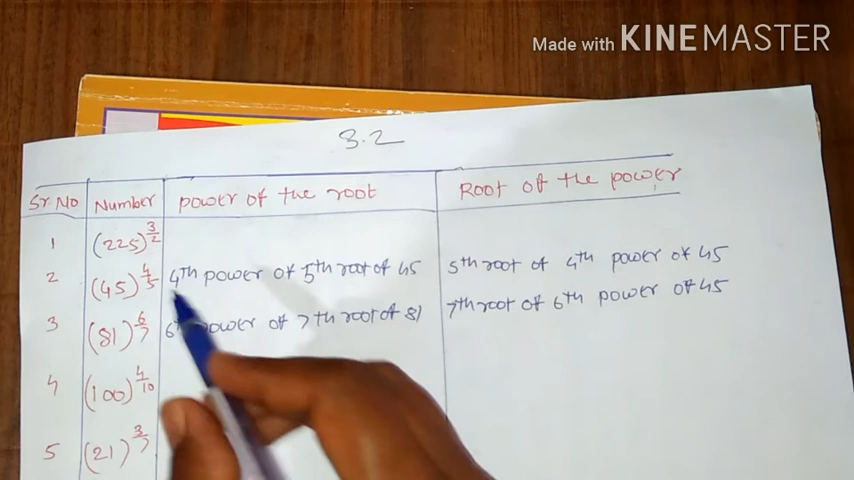 Made with KINEMASTER
3.2
Sr.No Number Power of the root Root of the power
1 (225)^3/2
2 (45)^4/5 4th power of 5th root of 45 5th root of 4th power of 45
3 (81)^6/7 6th power of 7th root of 81 7th root of 6th power of 45
4 (100)^4/10
5 (21)^3/7